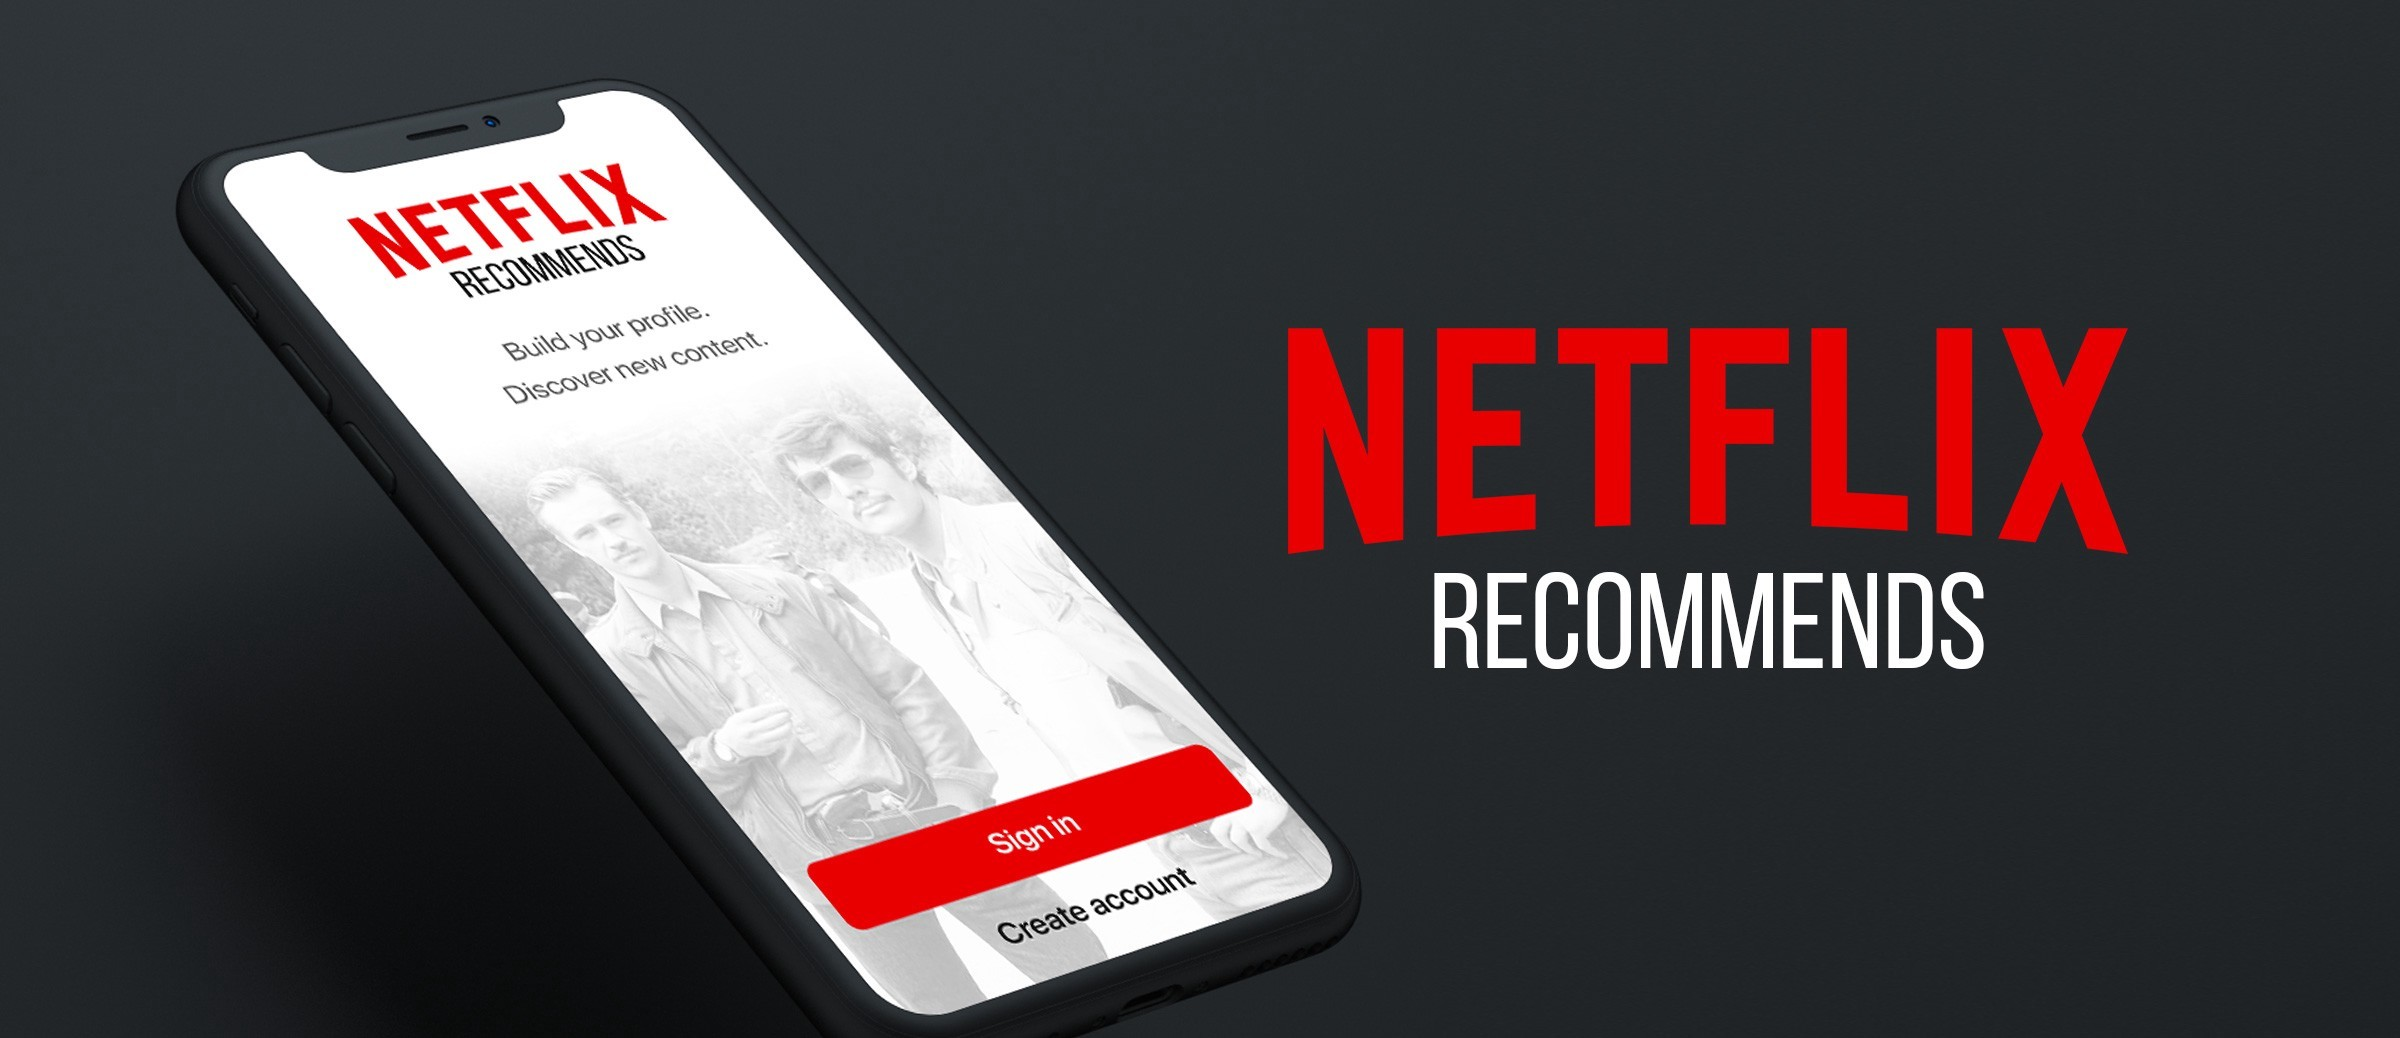 NETFLIX
RECOMMENDS
Build your profile.
Discover new content.
Sign in
Create account
NETFLIX
RECOMMENDS